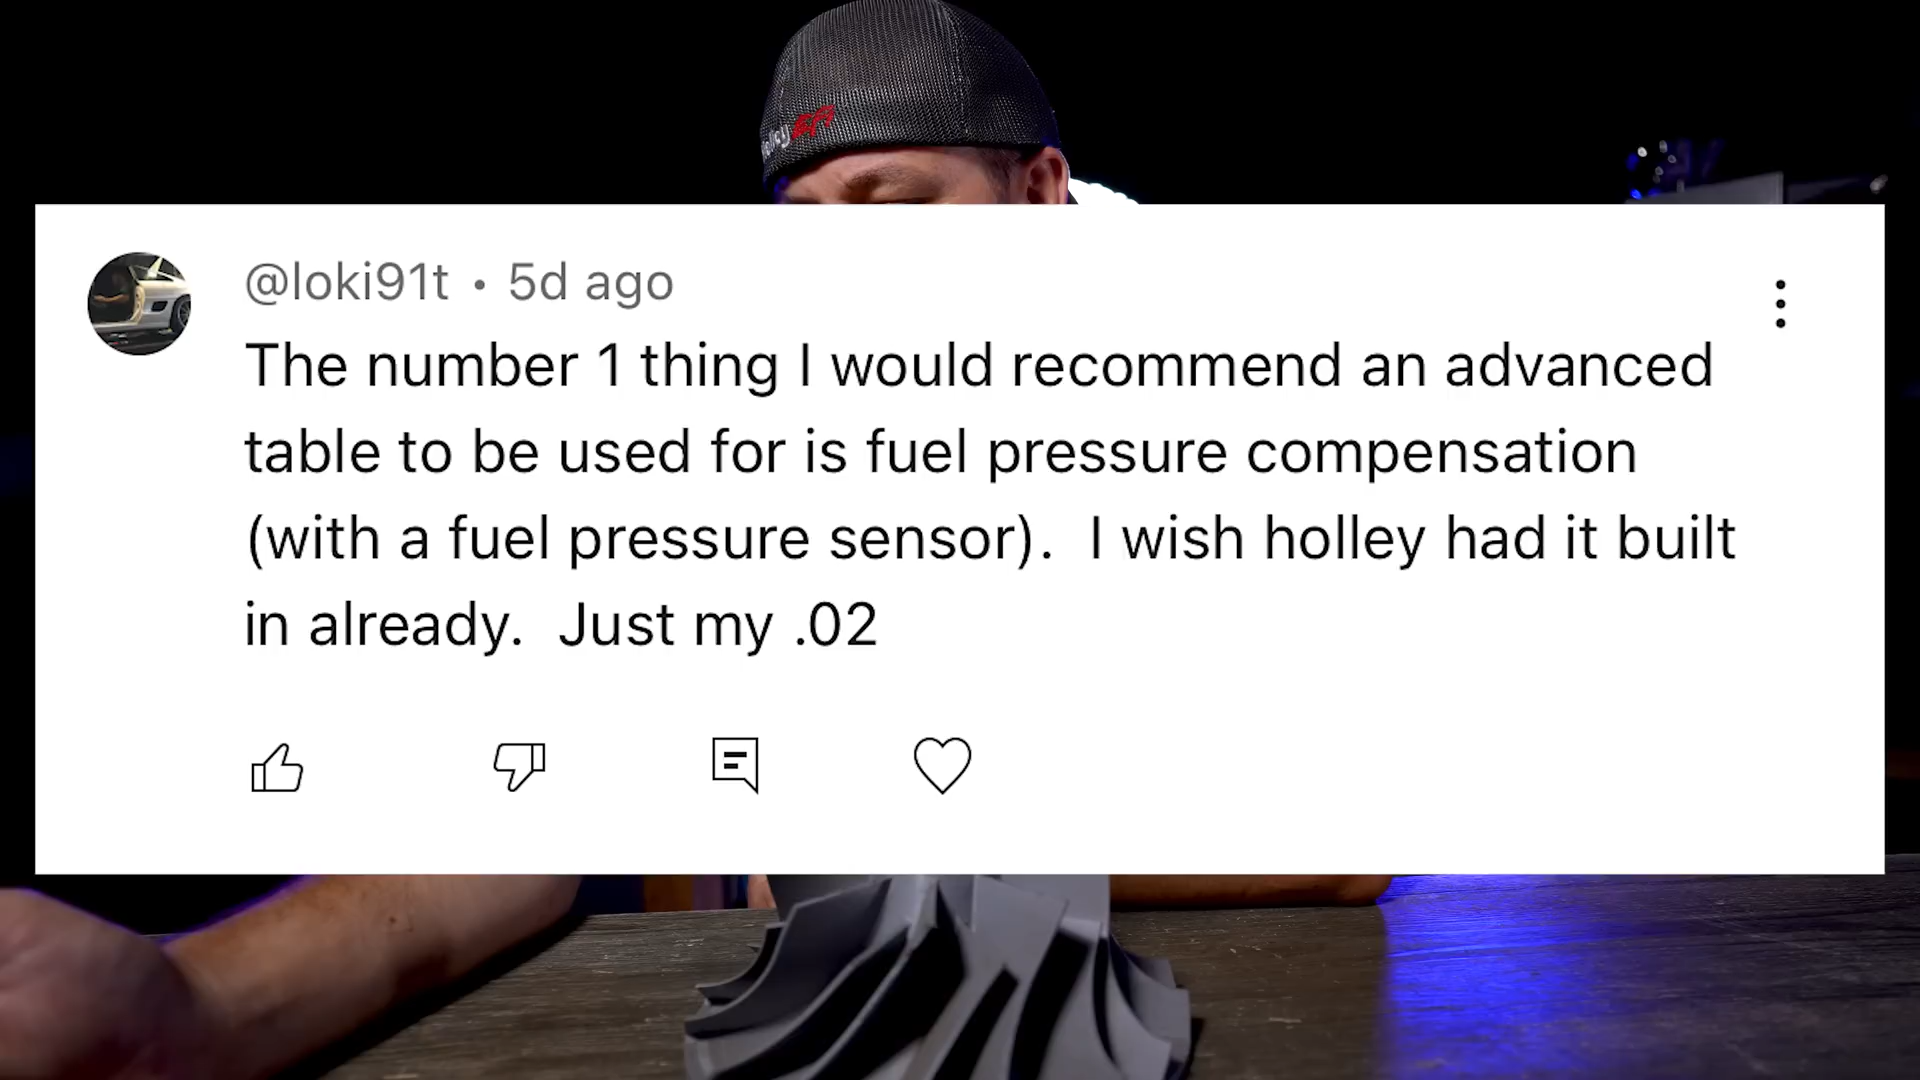 EFI
@loki91t • 5d ago
The number 1 thing I would recommend an advanced
table to be used for is fuel pressure compensation
(with a fuel pressure sensor).  I wish holley had it built
in already.  Just my .02